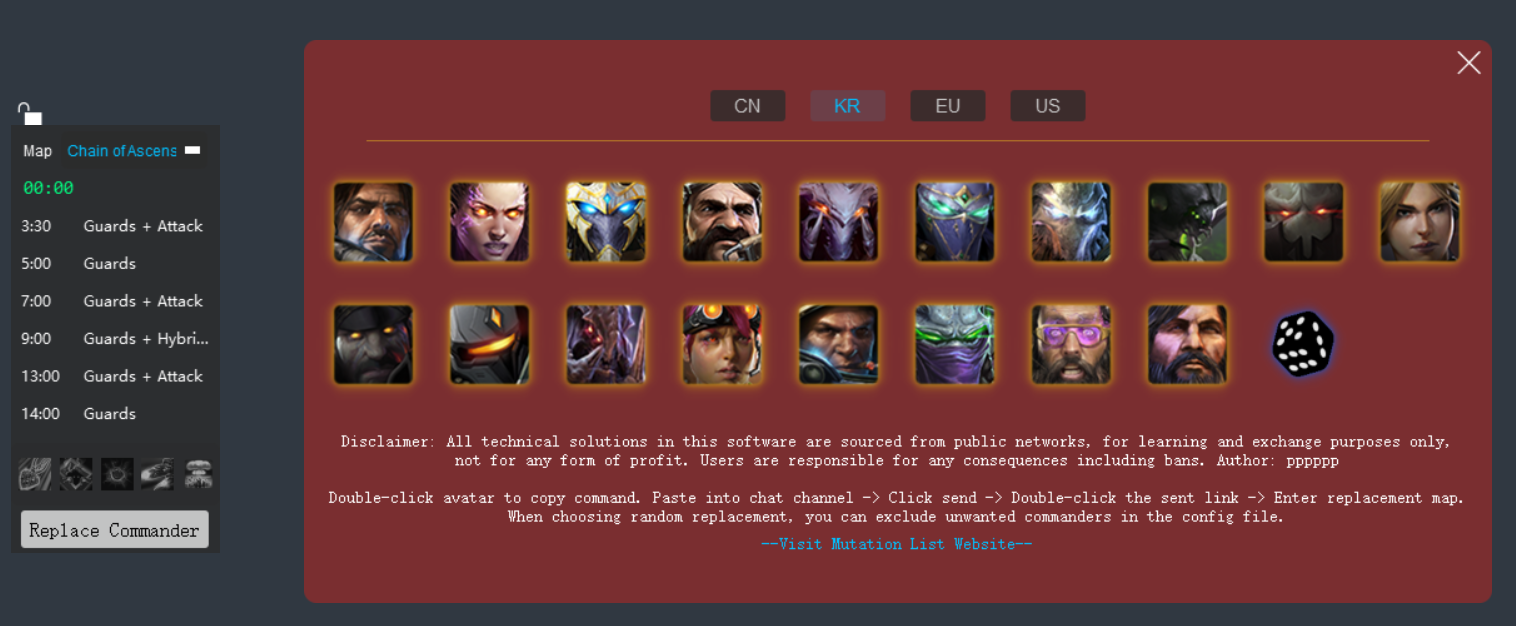 CN KR EU US
Map Chain of Ascens
00:00
3:30 Guards + Attack
5:00 Guards
7:00 Guards + Attack
9:00 Guards + Hybri...
13:00 Guards + Attack
14:00 Guards
Replace Commander
Disclaimer: All technical solutions in this software are sourced from public networks, for learning and exchange purposes only,
not for any form of profit. Users are responsible for any consequences including bans. Author: pppppp
Double-click avatar to copy command. Paste into chat channel -> Click send -> Double-click the sent link -> Enter replacement map.
When choosing random replacement, you can exclude unwanted commanders in the config file.
--Visit Mutation List Website--